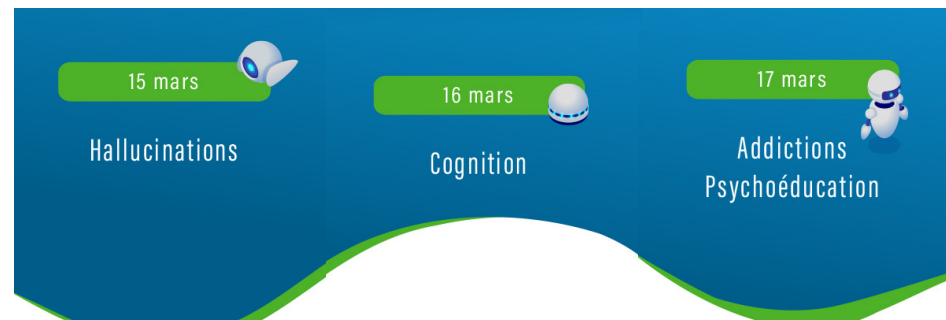 15 mars
Hallucinations
16 mars
Cognition
17 mars
Addictions
Psychoéducation